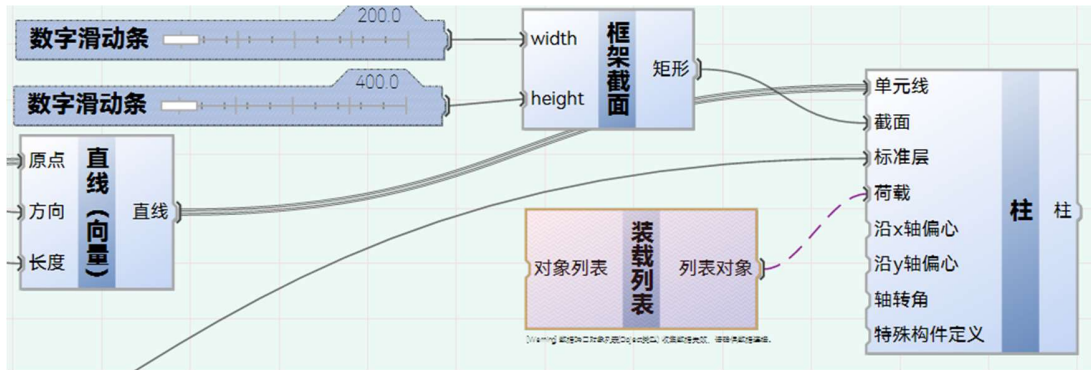 200.0
数字滑动条
400.0
数字滑动条
width
height
框架截面
矩形
原点
方向
长度
直线（向量）
直线
对象列表
装载列表
列表对象
单元线
截面
标准层
荷载
沿x轴偏心
沿y轴偏心
轴转角
特殊构件定义
柱
柱